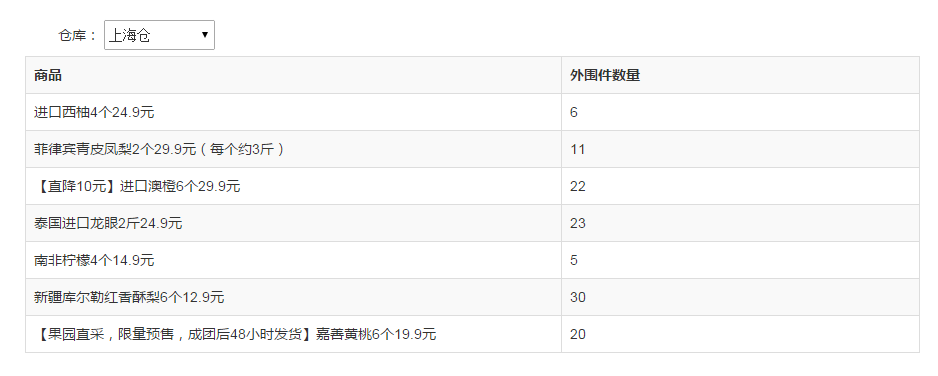 仓库： 上海仓
商品 外围件数量
进口西柚4个24.9元 6
菲律宾青皮凤梨2个29.9元（每个约3斤） 11
【直降10元】进口澳橙6个29.9元 22
泰国进口龙眼2斤24.9元 23
南非柠檬4个14.9元 5
新疆库尔勒红香酥梨6个12.9元 30
【果园直采，限量预售，成团后48小时发货】嘉善黄桃6个19.9元 20